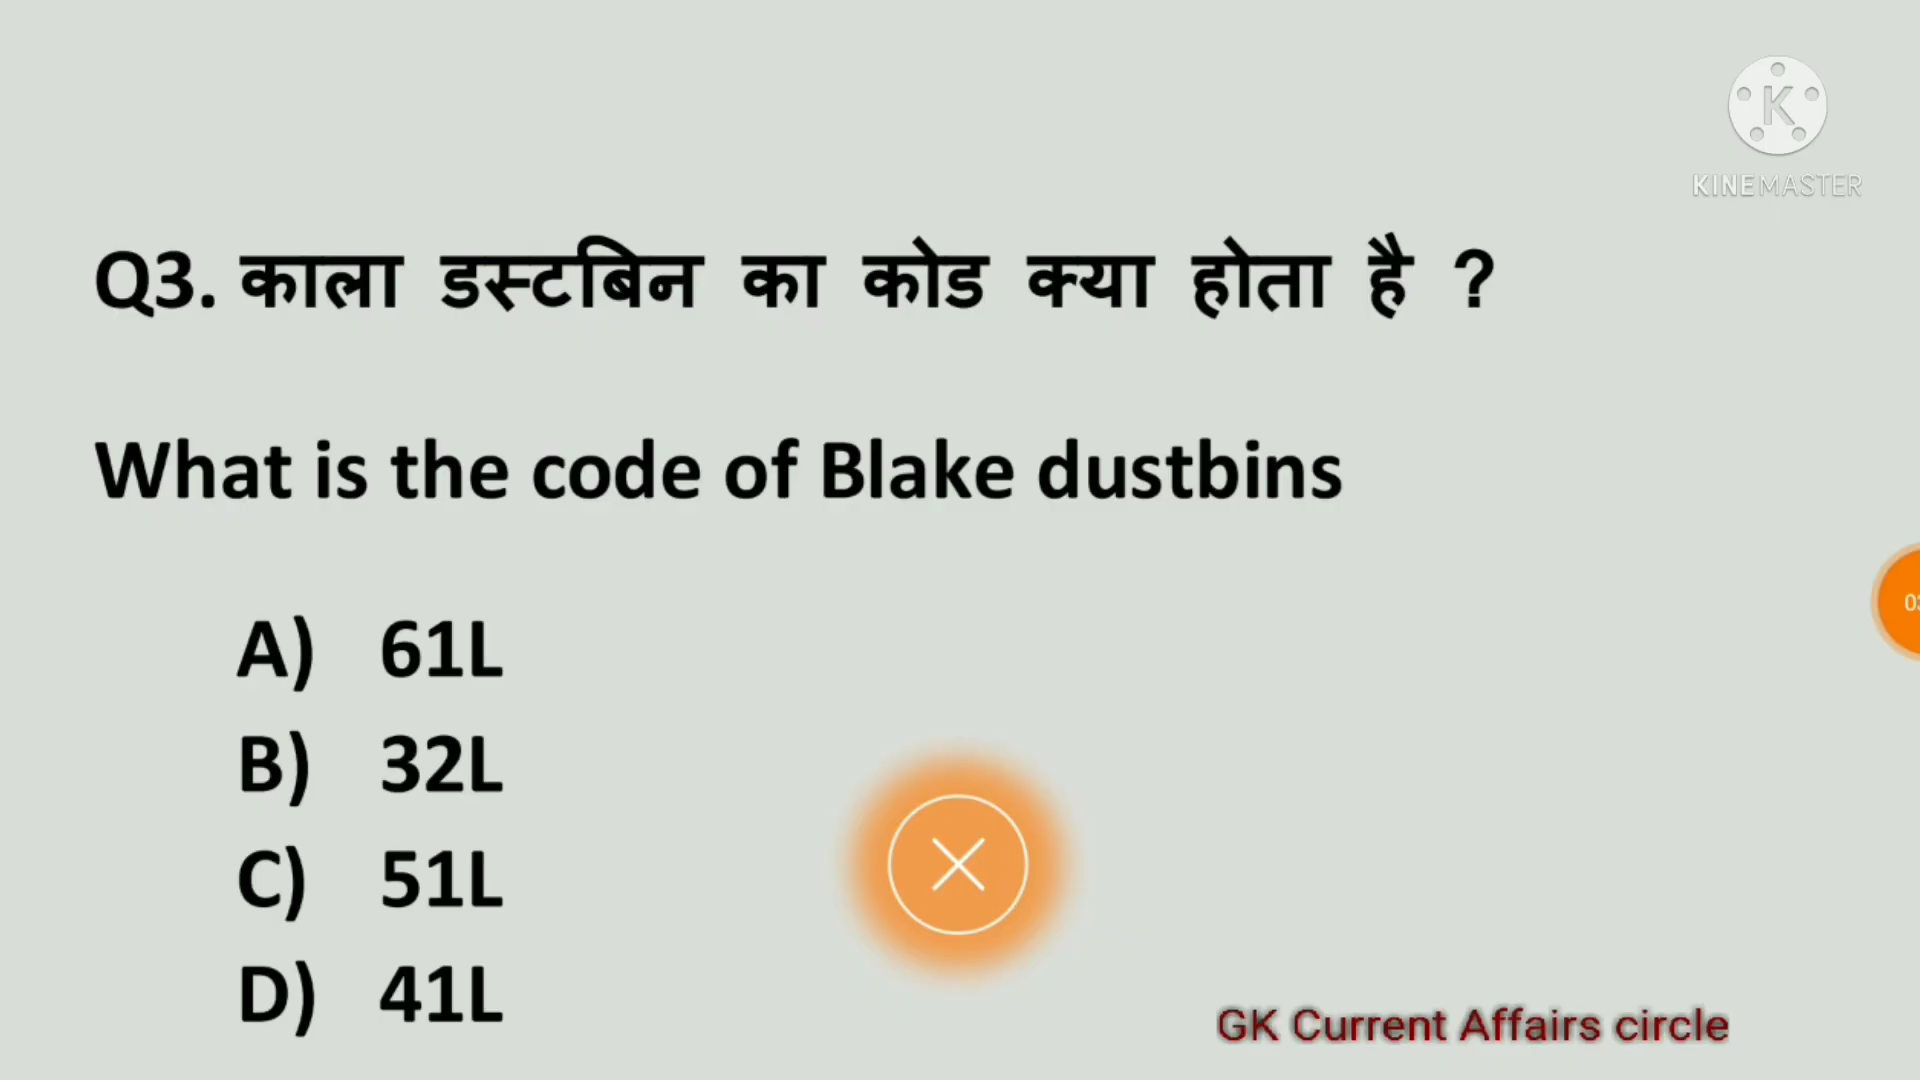 K
KINEMASTER
Q3. काला डस्टबिन का कोड क्या होता है ?
What is the code of Blake dustbins
A) 61L
B) 32L
C) 51L
D) 41L
GK Current Affairs circle